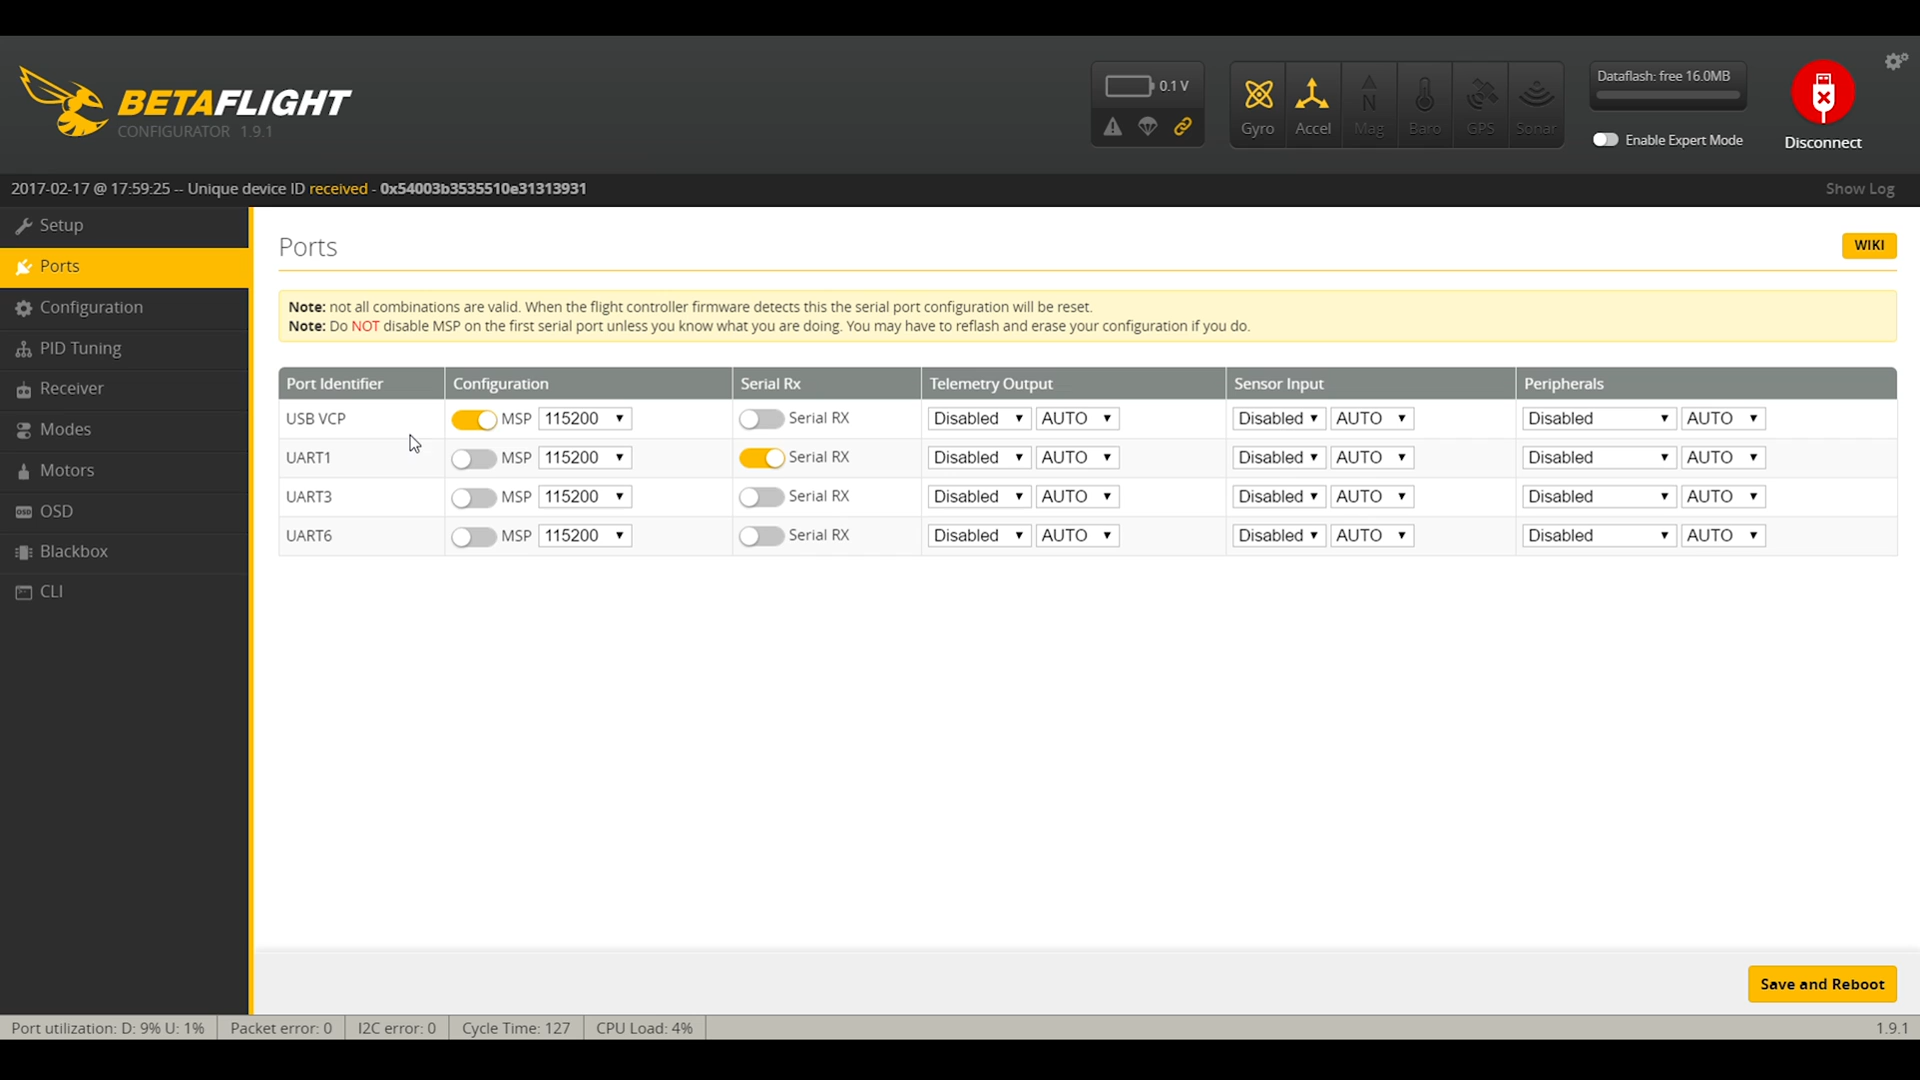 BETAFLIGHT
CONFIGURATOR 1.9.1
0.1 V
Gyro Accel Mag Baro GPS Sonar
Dataflash: free 16.0MB
Enable Expert Mode
Disconnect
2017-02-17 @ 17:59:25 -- Unique device ID received - 0x54003b3535510e31313931
Show Log
Setup
Ports
Configuration
PID Tuning
Receiver
Modes
Motors
OSD
Blackbox
CLI
Ports
WIKI
Note: not all combinations are valid. When the flight controller firmware detects this the serial port configuration will be reset.
Note: Do NOT disable MSP on the first serial port unless you know what you are doing. You may have to reflash and erase your configuration if you do.
Port Identifier Configuration Serial Rx Telemetry Output Sensor Input Peripherals
USB VCP MSP 115200 Serial RX Disabled AUTO Disabled AUTO Disabled AUTO
UART1 MSP 115200 Serial RX Disabled AUTO Disabled AUTO Disabled AUTO
UART3 MSP 115200 Serial RX Disabled AUTO Disabled AUTO Disabled AUTO
UART6 MSP 115200 Serial RX Disabled AUTO Disabled AUTO Disabled AUTO
Save and Reboot
Port utilization: D: 9% U: 1% Packet error: 0 I2C error: 0 Cycle Time: 127 CPU Load: 4% 1.9.1